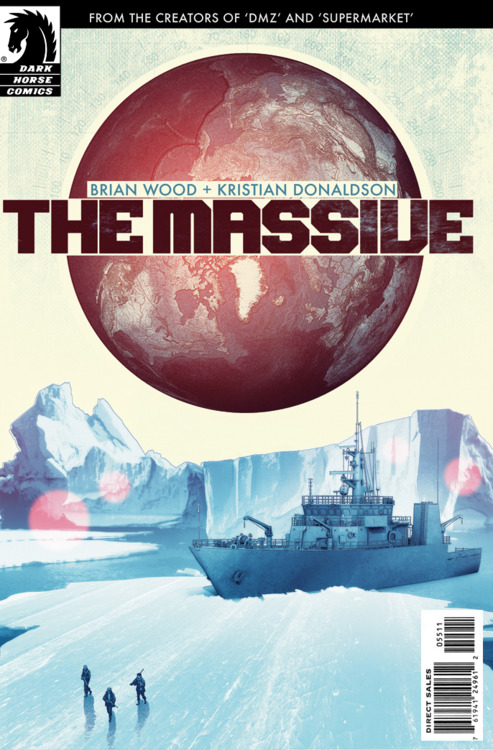 FROM THE CREATORS OF 'DMZ' AND 'SUPERMARKET'
®
DARK
HORSE
COMICS
BRIAN WOOD + KRISTIAN DONALDSON
THE MASSIVE
05511
DIRECT SALES
7 61941 24961 2